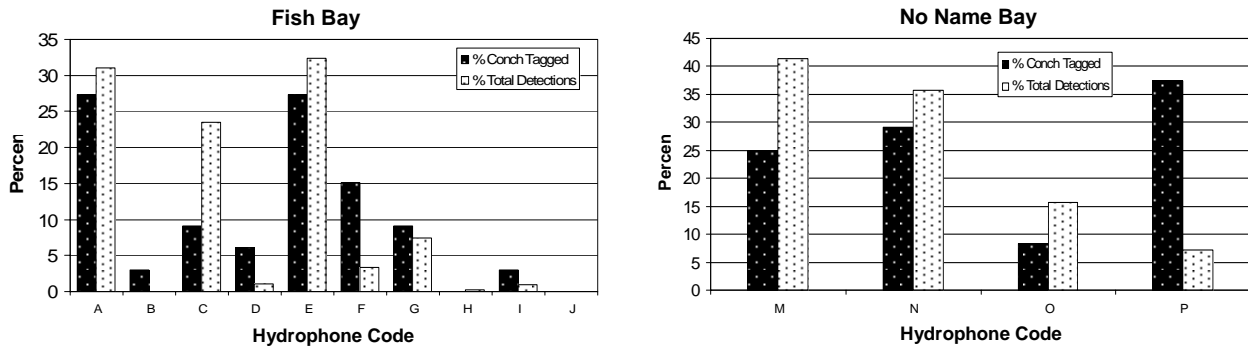 Fish Bay
35
30
25
20
15
10
5
0
Percen
% Conch Tagged
% Total Detections
A B C D E F G H I J
Hydrophone Code
No Name Bay
45
40
35
30
25
20
15
10
5
0
Percen
% Conch Tagged
% Total Detections
M N O P
Hydrophone Code